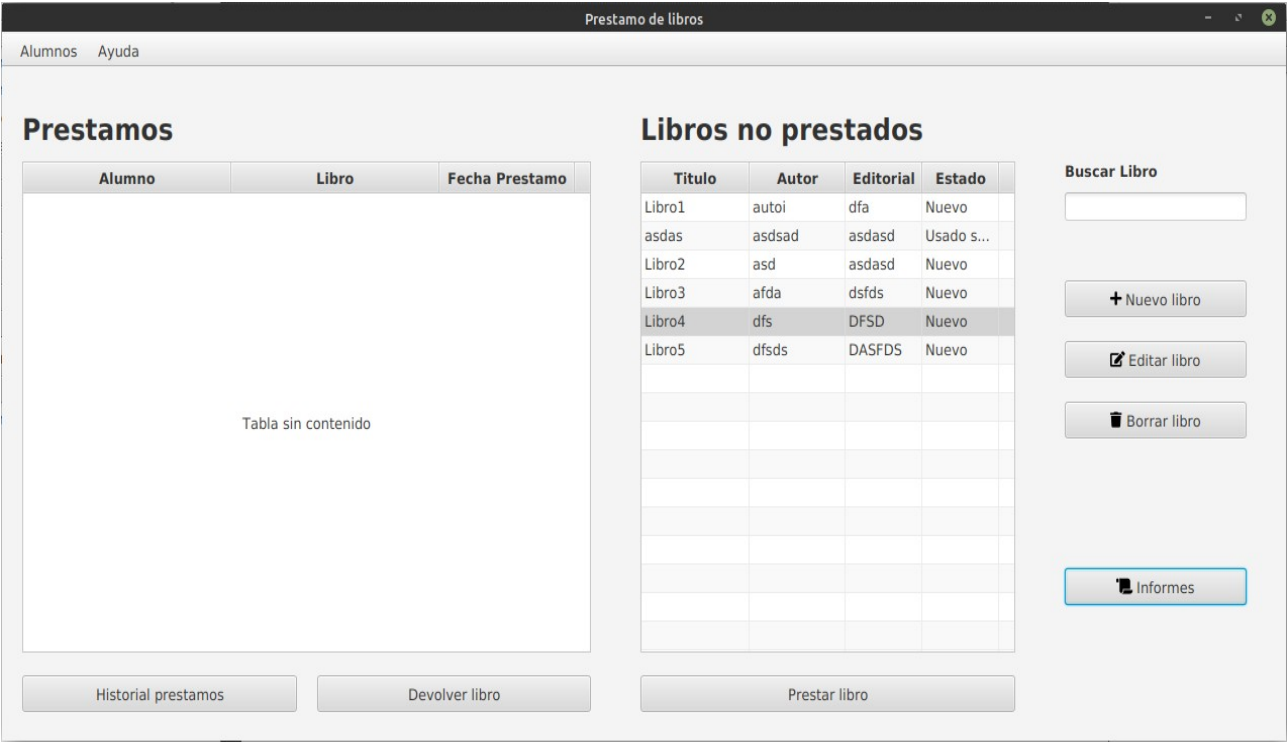 Prestamo de libros
Alumnos Ayuda
Prestamos
Alumno Libro Fecha Prestamo
Tabla sin contenido
Historial prestamos Devolver libro
Libros no prestados
Titulo Autor Editorial Estado
Libro1 autoi dfa Nuevo
asdas asdsad asdasd Usado s...
Libro2 asd asdasd Nuevo
Libro3 afda dsfds Nuevo
Libro4 dfs DFSD Nuevo
Libro5 dfsds DASFDS Nuevo
Prestar libro
Buscar Libro
Nuevo libro
Editar libro
Borrar libro
Informes